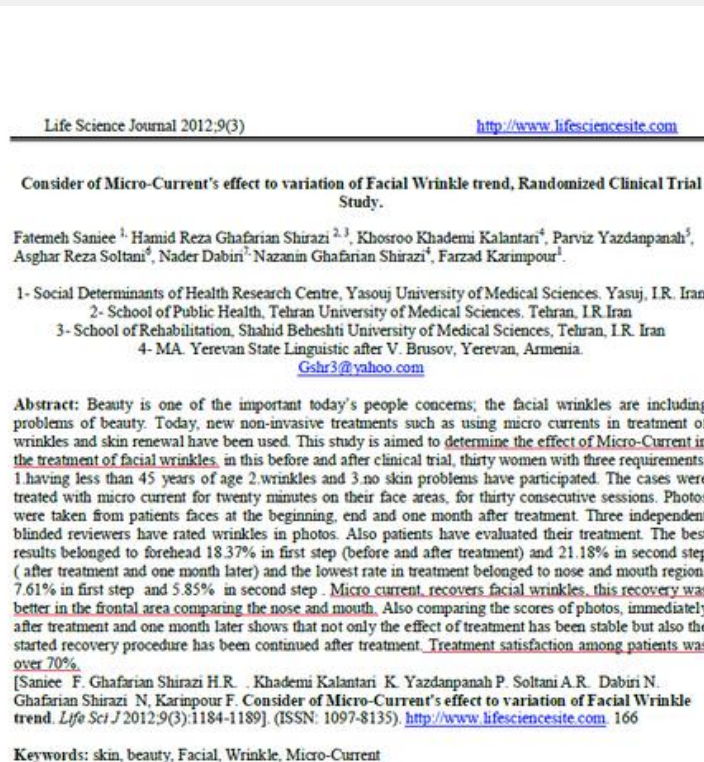 Life Science Journal 2012;9(3) http://www.lifesciencesite.com
Consider of Micro-Current's effect to variation of Facial Wrinkle trend, Randomized Clinical Trial
Study.
Fatemeh Saniee 1, Hamid Reza Ghafarian Shirazi 2, 3, Khosroo Khademi Kalantari4, Parviz Yazdanpanah5,
Asghar Reza Soltani6, Nader Dabiri7, Nazanin Ghafarian Shirazi4, Farzad Karimpour1.
1- Social Determinants of Health Research Centre, Yasouj University of Medical Sciences. Yasuj, I.R. Iran
2- School of Public Health, Tehran University of Medical Sciences. Tehran, I.R.Iran
3- School of Rehabilitation, Shahid Beheshti University of Medical Sciences, Tehran, I.R. Iran
4- MA. Yerevan State Linguistic after V. Brusov, Yerevan, Armenia.
Gshr3@yahoo.com
Abstract: Beauty is one of the important today's people concerns; the facial wrinkles are including
problems of beauty. Today, new non-invasive treatments such as using micro currents in treatment of
wrinkles and skin renewal have been used. This study is aimed to determine the effect of Micro-Current in
the treatment of facial wrinkles. in this before and after clinical trial, thirty women with three requirements
1.having less than 45 years of age 2.wrinkles and 3.no skin problems have participated. The cases were
treated with micro current for twenty minutes on their face areas, for thirty consecutive sessions. Photos
were taken from patients faces at the beginning, end and one month after treatment. Three independent
blinded reviewers have rated wrinkles in photos. Also patients have evaluated their treatment. The best
results belonged to forehead 18.37% in first step (before and after treatment) and 21.18% in second step
( after treatment and one month later) and the lowest rate in treatment belonged to nose and mouth region
7.61% in first step and 5.85% in second step . Micro current, recovers facial wrinkles, this recovery was
better in the frontal area comparing the nose and mouth. Also comparing the scores of photos, immediately
after treatment and one month later shows that not only the effect of treatment has been stable but also the
started recovery procedure has been continued after treatment. Treatment satisfaction among patients was
over 70%.
[Saniee F. Ghafarian Shirazi H.R. . Khademi Kalantari K. Yazdanpanah P. Soltani A.R. Dabiri N.
Ghafarian Shirazi N, Karinpour F. Consider of Micro-Current's effect to variation of Facial Wrinkle
trend. Life Sci J 2012;9(3):1184-1189]. (ISSN: 1097-8135). http://www.lifesciencesite.com. 166
Keywords: skin, beauty, Facial, Wrinkle, Micro-Current